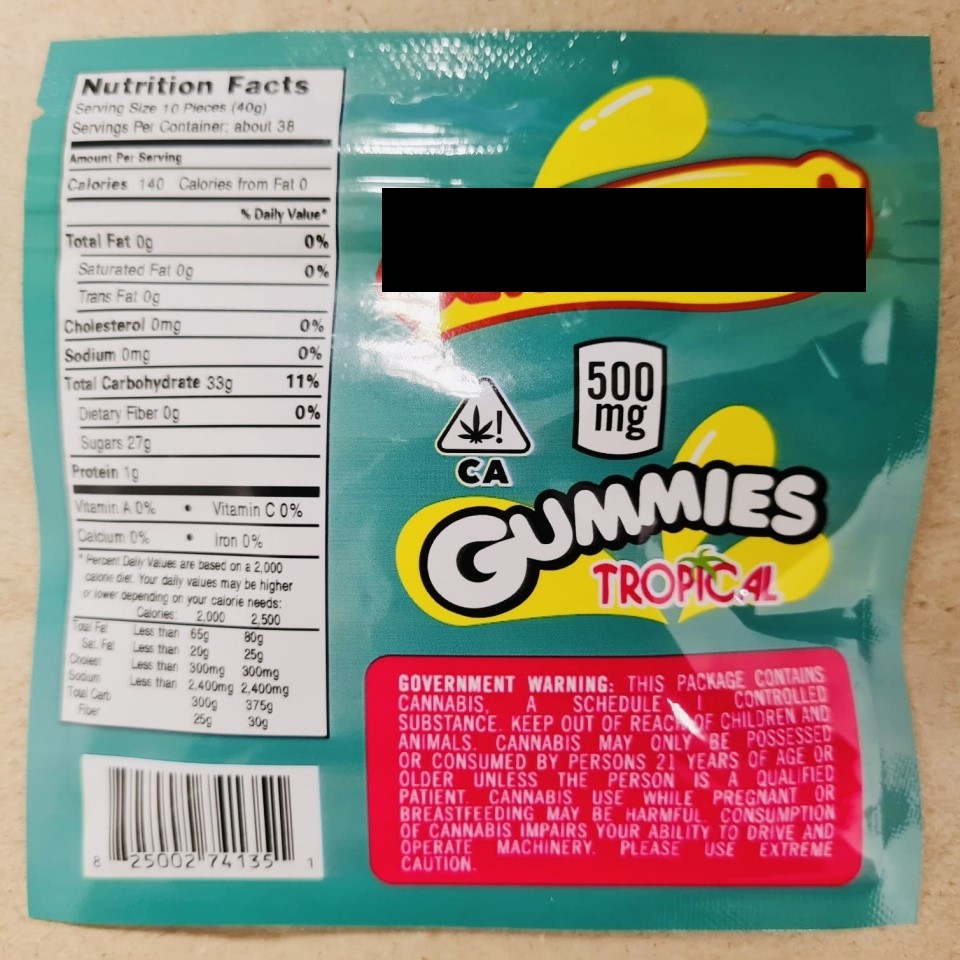 Nutrition Facts
Serving Size 10 Pieces (40g)
Servings Per Container: about 38
Amount Per Serving
Calories 140 Calories from Fat 0
% Daily Value*
Total Fat 0g 0%
Saturated Fat 0g 0%
Trans Fat 0g
Cholesterol 0mg 0%
Sodium 0mg 0%
Total Carbohydrate 33g 11%
Dietary Fiber 0g 0%
Sugars 27g
Protein 1g
Vitamin A 0% • Vitamin C 0%
Calcium 0% • Iron 0%
* Percent Daily Values are based on a 2,000
calorie diet. Your daily values may be higher
or lower depending on your calorie needs:
Calories: 2,000 2,500
Total Fat Less than 65g 80g
Sat. Fat Less than 20g 25g
Cholest Less than 300mg 300mg
Sodium Less than 2,400mg 2,400mg
Total Carb 300g 375g
Fiber 25g 30g
8 25002 74135 1
500
mg
!
CA
GUMMIES
TROPICAL
GOVERNMENT WARNING: THIS PACKAGE CONTAINS
CANNABIS, A SCHEDULE I CONTROLLED
SUBSTANCE. KEEP OUT OF REACH OF CHILDREN AND
ANIMALS. CANNABIS MAY ONLY BE POSSESSED
OR CONSUMED BY PERSONS 21 YEARS OF AGE OR
OLDER UNLESS THE PERSON IS A QUALIFIED
PATIENT. CANNABIS USE WHILE PREGNANT OR
BREASTFEEDING MAY BE HARMFUL. CONSUMPTION
OF CANNABIS IMPAIRS YOUR ABILITY TO DRIVE AND
OPERATE MACHINERY. PLEASE USE EXTREME
CAUTION.